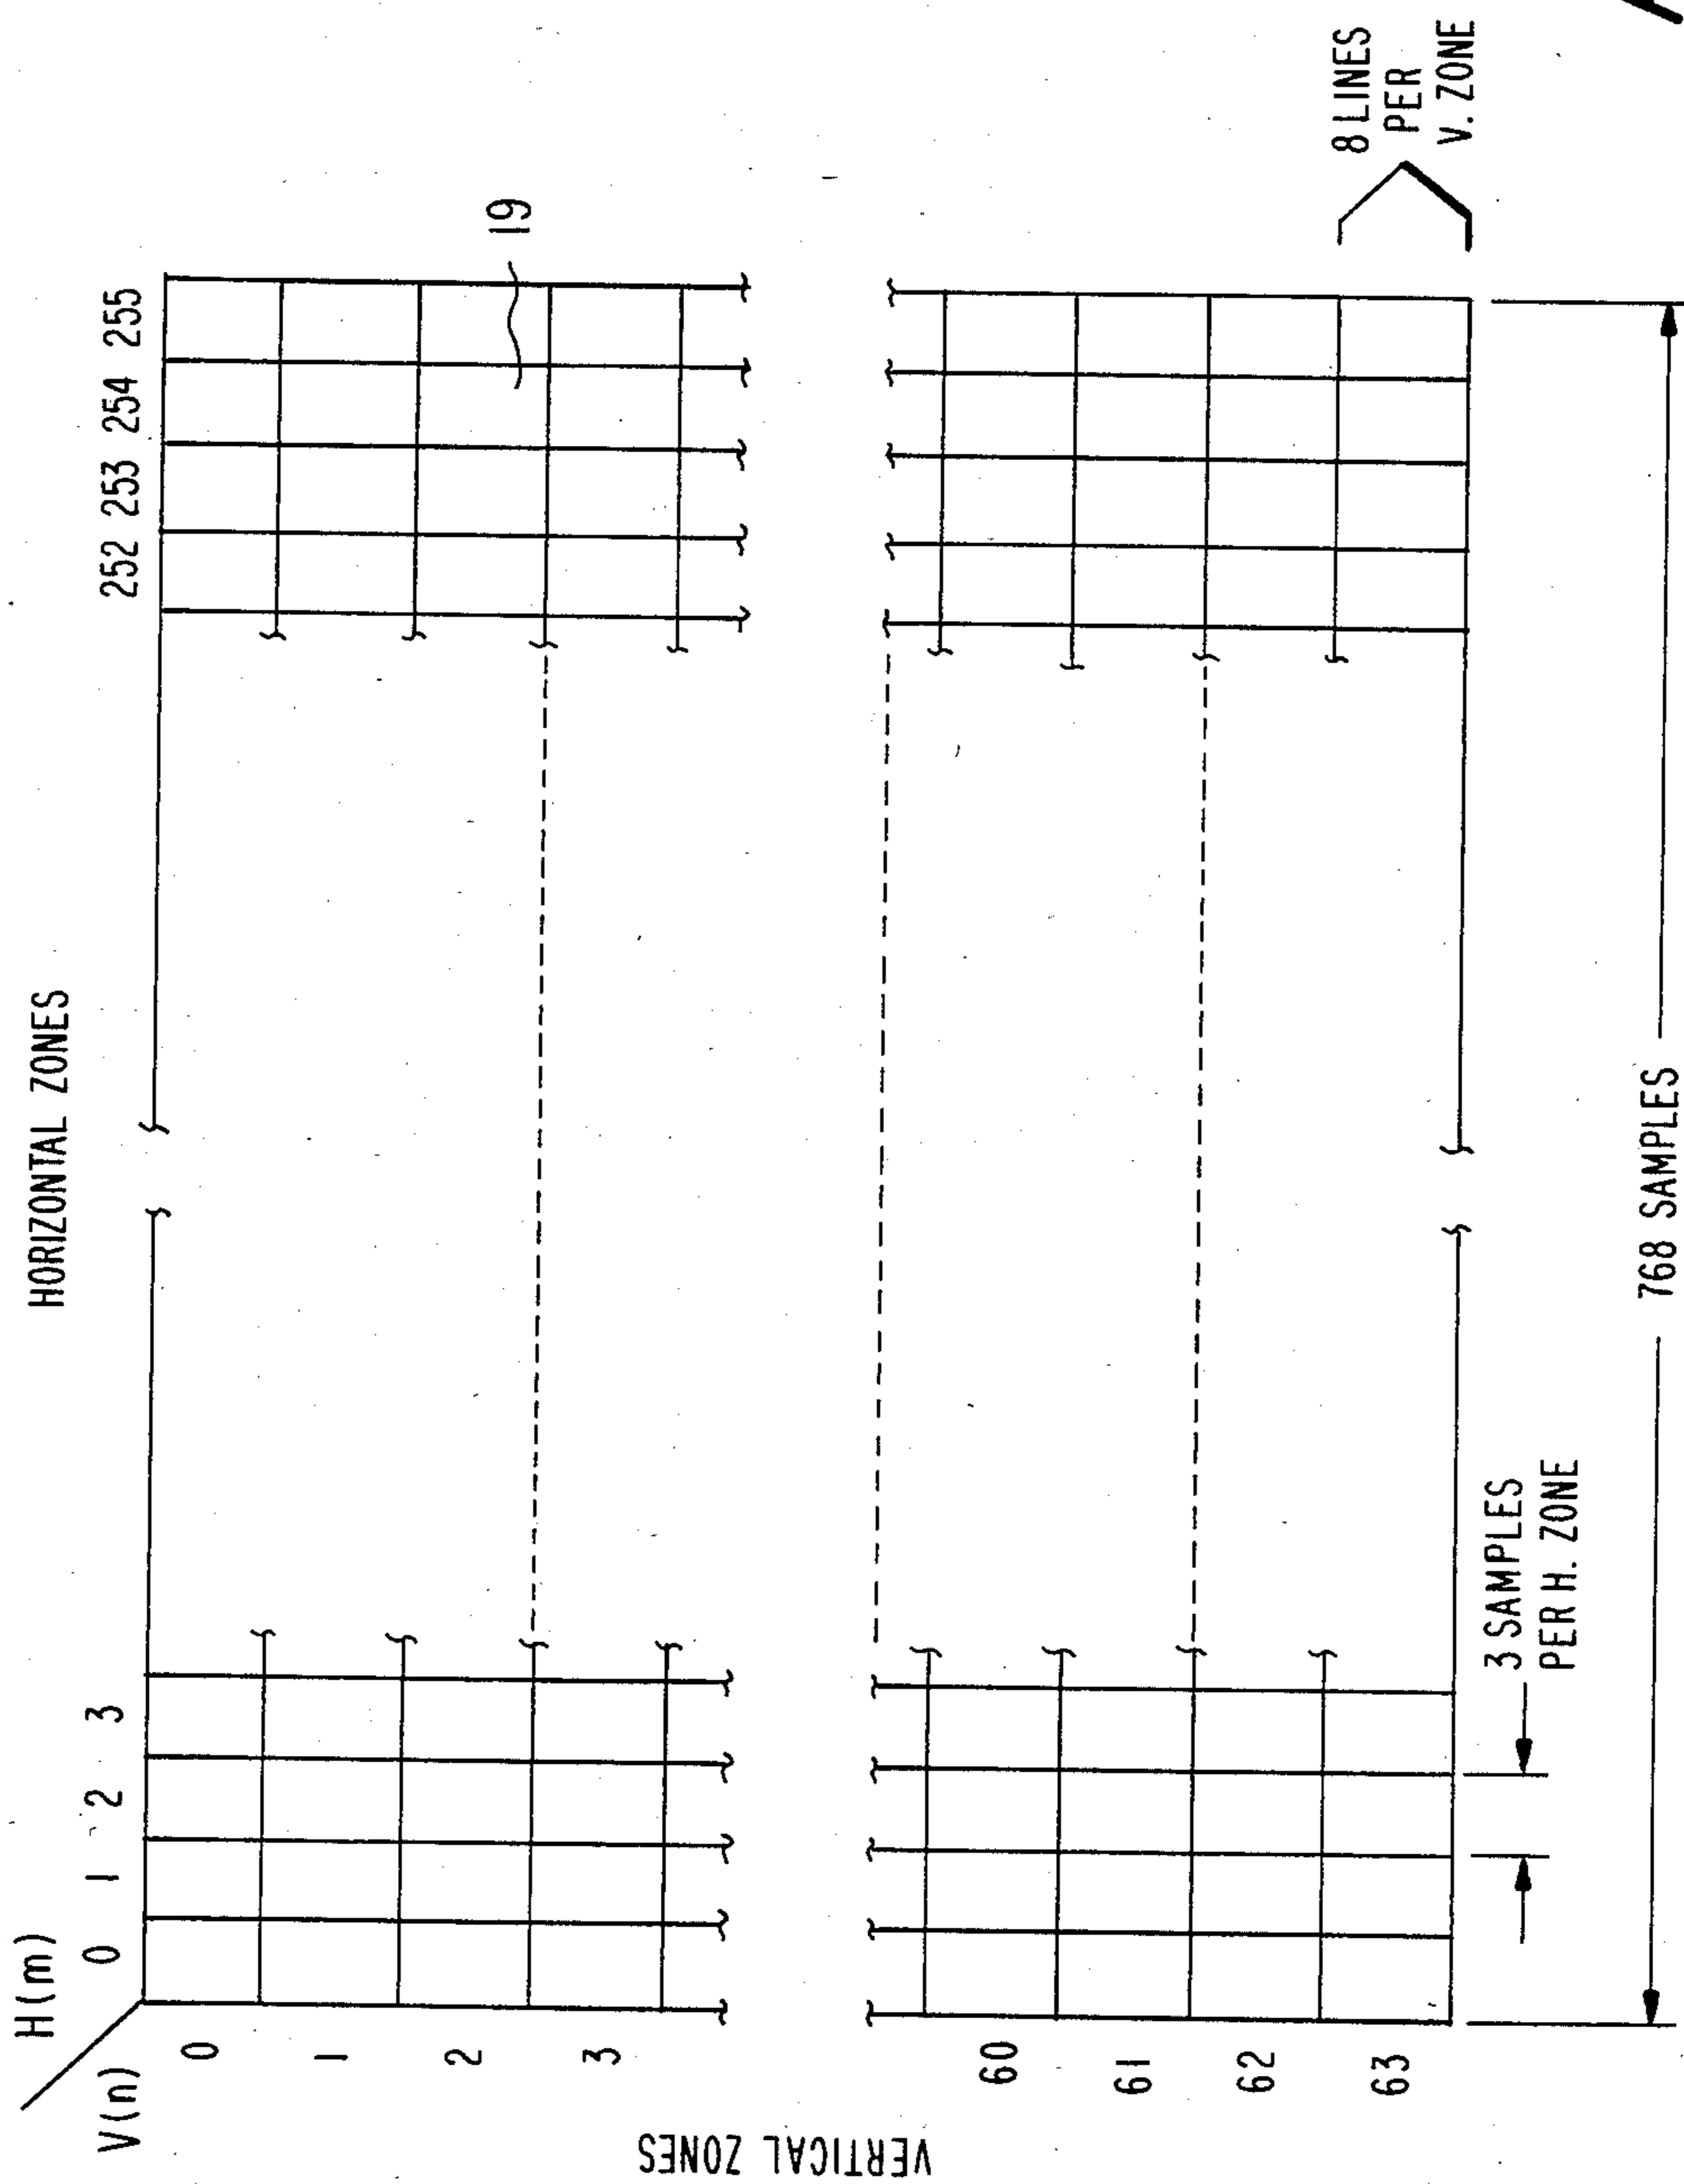 HORIZONTAL ZONES
H(m)
V(n)
0 1 2 3 252 253 254 255
0
1
2
3
19
60
61
62
63
VERTICAL ZONES
8 LINES
PER
V. ZONE
3 SAMPLES
PER H. ZONE
768 SAMPLES